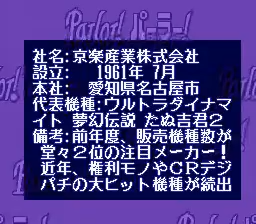 Parlor! パーラー!
社名:京楽産業株式会社
設立: 1961年 7月
本社: 愛知県名古屋市
代表機種:ウルトラダイナマ
イト 夢幻伝説 たぬ吉君2
備考:前年度、販売機種数が
堂々2位の注目メーカー!
近年、権利モノやCRデジ
パチの大ヒット機種が続出